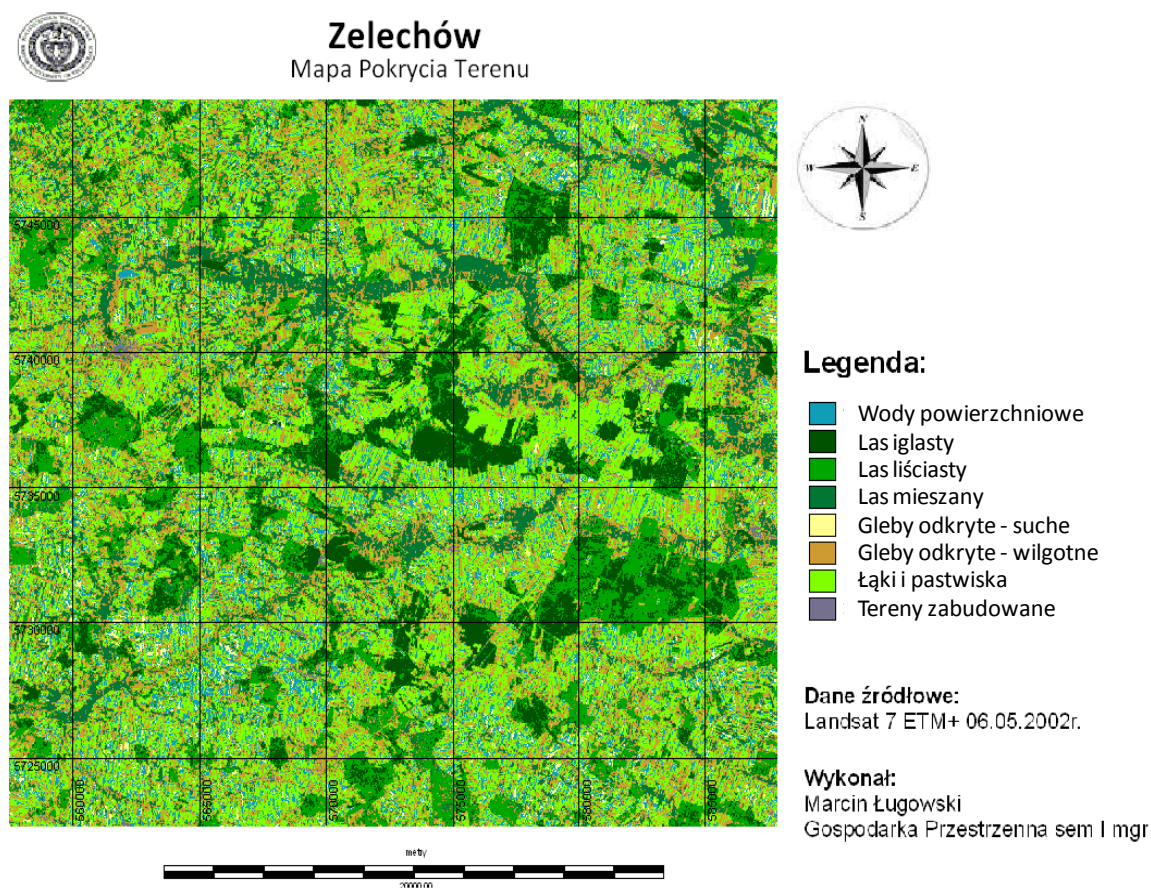 Zelechów
Mapa Pokrycia Terenu
N
W
E
S
5745000
5740000
5735000
5730000
5725000
560000
565000
570000
575000
580000
585000
Legenda:
Wody powierzchniowe
Las iglasty
Las liściasty
Las mieszany
Gleby odkryte - suche
Gleby odkryte - wilgotne
Łąki i pastwiska
Tereny zabudowane
Dane źródłowe:
Landsat 7 ETM+ 06.05.2002r.
Wykonał:
Marcin Ługowski
Gospodarka Przestrzenna sem I mgr
metry
20000.00